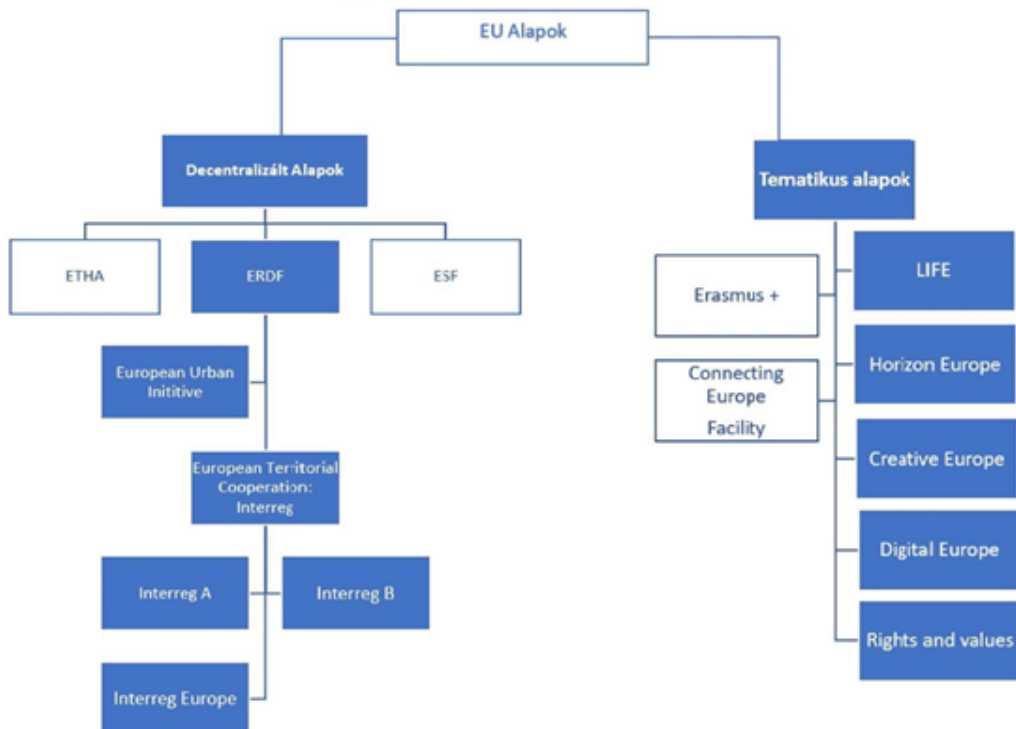 EU Alapok
Decentralizált Alapok
ETHA
ERDF
ESF
European Urban
Inititive
European Territorial
Cooperation:
Interreg
Interreg A
Interreg B
Interreg Europe
Tematikus alapok
Erasmus +
Connecting
Europe
Facility
LIFE
Horizon Europe
Creative Europe
Digital Europe
Rights and values